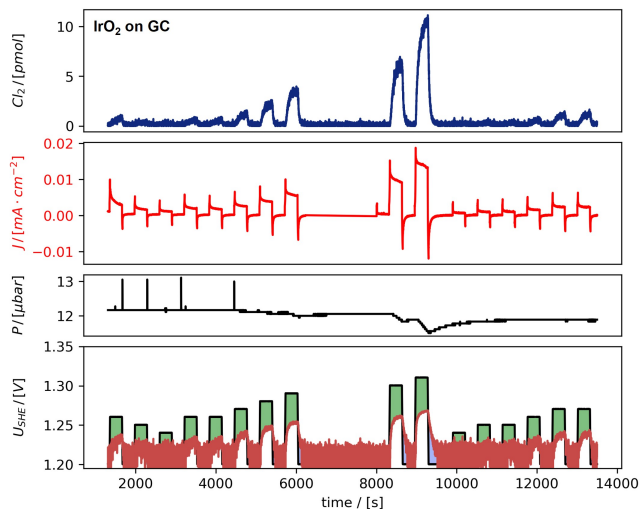 IrO₂ on GC
Cl₂ / [pmol]
10
5
0
J / [mA · cm⁻²]
0.02
0.01
0.00
−0.01
P / [μbar]
13
12
U_SHE / [V]
1.35
1.30
1.25
1.20
2000 4000 6000 8000 10000 12000 14000
time / [s]